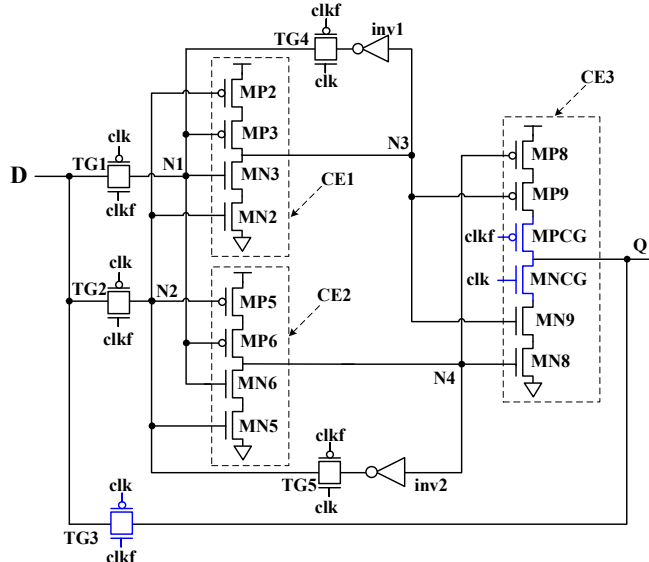 clkf
TG4
inv1
clk
CE3
MP2
MP3
MN3
MN2
CE1
N3
MP8
MP9
clkf
MPCG
clk
MNCG
Q
MN9
MN8
clk
TG1
N1
D
clkf
clk
TG2
N2
clkf
MP5
CE2
MP6
MN6
MN5
N4
clkf
TG5
inv2
clk
clk
TG3
clkf